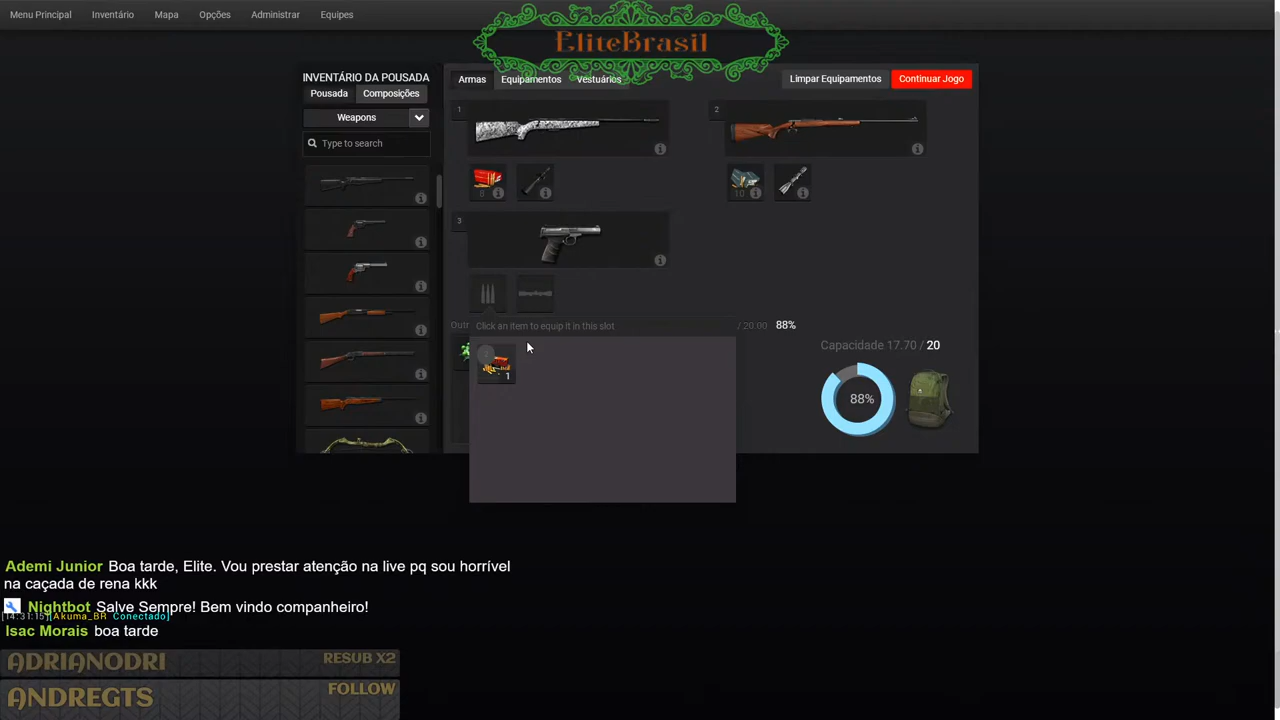 Menu Principal Inventário Mapa Opções Administrar Equipes
EliteBrasil
INVENTÁRIO DA POUSADA
Armas Equipamentos Vestuários Limpar Equipamentos Continuar Jogo
Pousada Composições
Weapons
1 2
Type to search
8 10
3
Outr
Click an item to equip it in this slot / 20.00 88%
Capacidade 17.70 / 20
1
88%
Ademi Junior Boa tarde, Elite. Vou prestar atenção na live pq sou horrível
na caçada de rena kkk
Nightbot Salve Sempre! Bem vindo companheiro!
[14:31:15][Akuma_BR Conectado]
Isac Morais boa tarde
ADRIANODRI RESUB X2
ANDREGTS FOLLOW